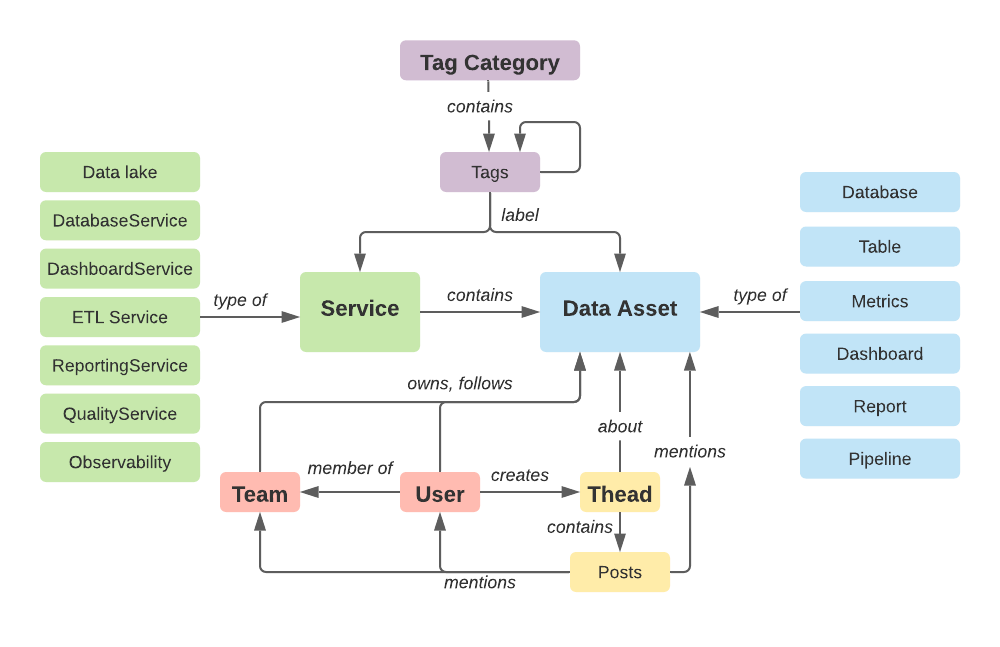 Tag Category
contains
Tags
label
Data lake
DatabaseService
DashboardService
ETL Service
ReportingService
QualityService
Observability
type of
Service
contains
Data Asset
type of
Database
Table
Metrics
Dashboard
Report
Pipeline
owns, follows
about
mentions
Team
member of
User
creates
Thead
contains
Posts
mentions